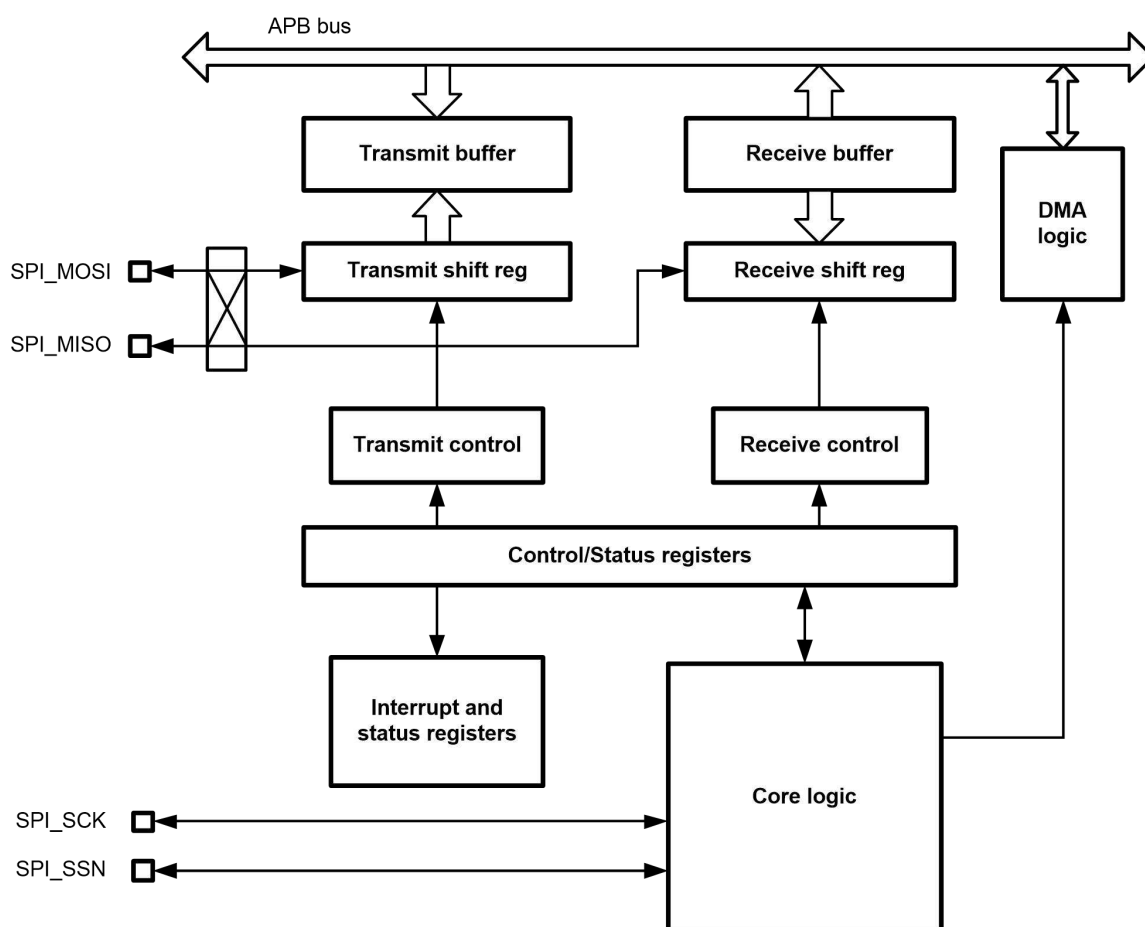 APB bus
Transmit buffer
Receive buffer
DMA
logic
SPI_MOSI
Transmit shift reg
Receive shift reg
SPI_MISO
Transmit control
Receive control
Control/Status registers
Interrupt and
status registers
Core logic
SPI_SCK
SPI_SSN